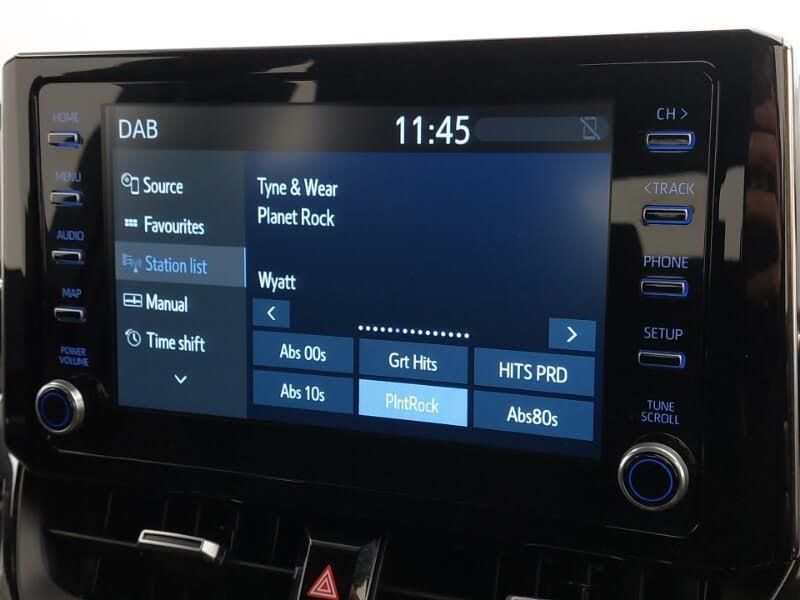 HOME
MENU
AUDIO
MAP
POWER
VOLUME
DAB
11:45
Source
Favourites
Station list
Manual
Time shift
Tyne & Wear
Planet Rock
Wyatt
<
>
Abs 00s
Grt Hits
HITS PRD
Abs 10s
PlntRock
Abs80s
CH >
<TRACK
PHONE
SETUP
TUNE
SCROLL